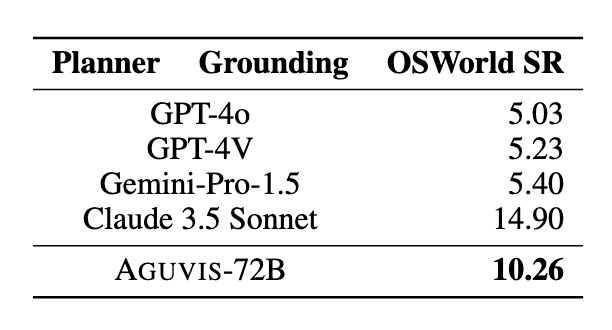 Planner Grounding OSWorld SR
GPT-4o 5.03
GPT-4V 5.23
Gemini-Pro-1.5 5.40
Claude 3.5 Sonnet 14.90
AGUVIS-72B 10.26